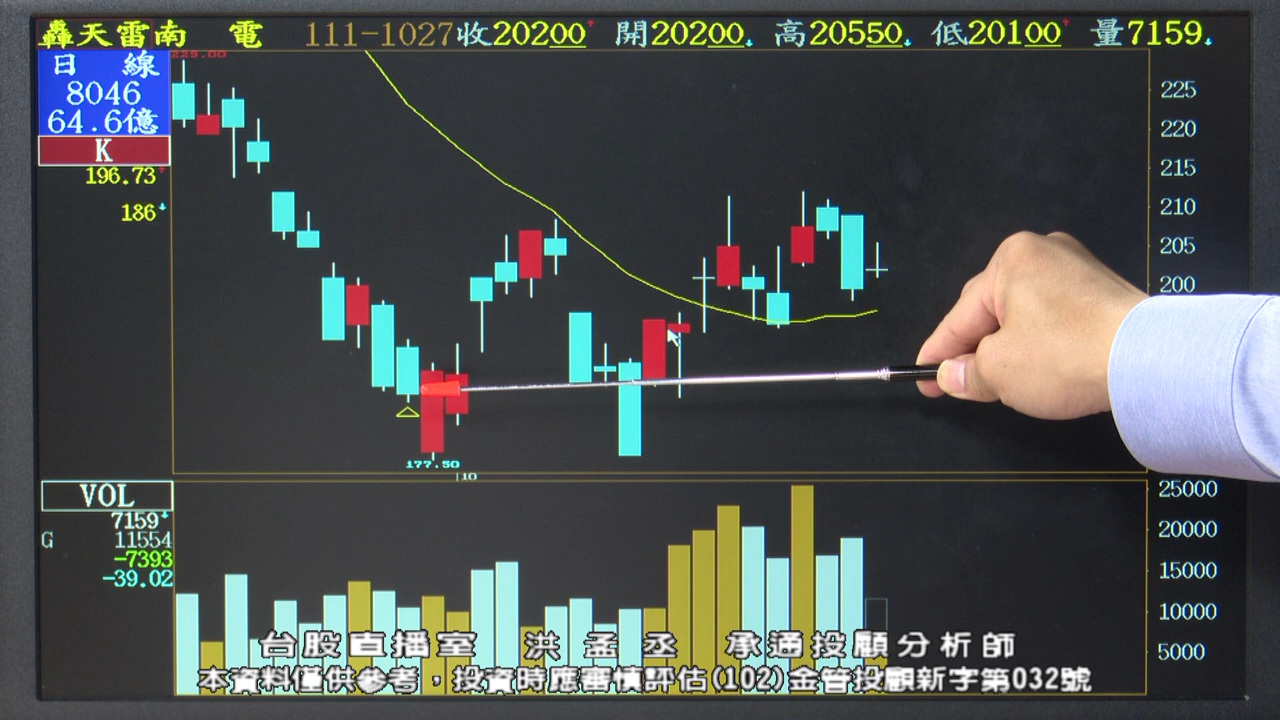 轟天雷南 電 111-1027收20200↑ 開20200↓ 高20550↓ 低20100↑ 量7159↓
日 線
8046
64.6億
K
196.73↑
186↓
229.00
225
220
215
210
205
200
177.50
10
VOL
7159↓
G 11554
-7393
-39.02
25000
20000
15000
10000
5000
台股直播室 洪孟丞 承通投顧分析師
本資料僅供參考，投資時應審慎評估(102)金管投顧新字第032號